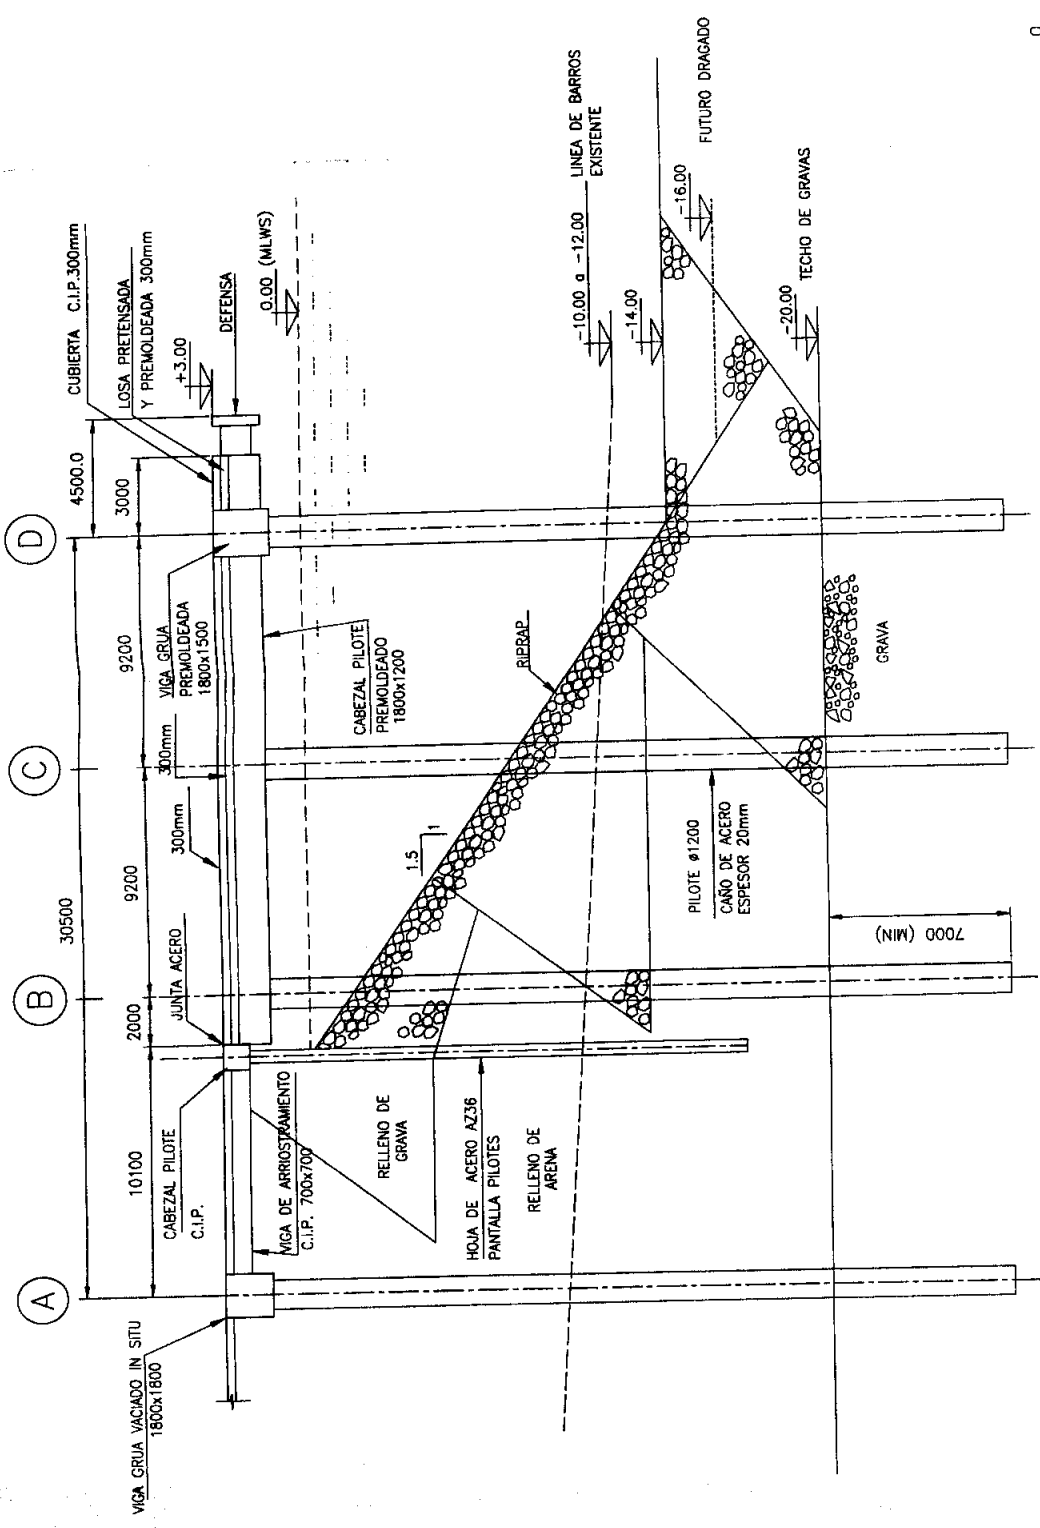 A
B
C
D
30500
10100
2000
9200
9200
3000
4500.0
VIGA GRUA VACIADO IN SITU
1800x1800
CABEZAL PILOTE
C.I.P.
JUNTA ACERO
300mm
300mm
VIGA GRUA
PREMOLDEADA
1800x1500
CUBIERTA C.I.P.300mm
LOSA PRETENSADA
Y PREMOLDEADA 300mm
+3.00
DEFENSA
0.00 (MLWS)
VIGA DE ARRIOSTRAMIENTO
C.I.P. 700x700
CABEZAL PILOTE
PREMOLDEADO
1800x1200
RELLENO DE
GRAVA
1.5
1
RIPRAP
HOJA DE ACERO AZ36
PANTALLA PILOTES
RELLENO DE
ARENA
-10.00 a -12.00
LINEA DE BARROS
EXISTENTE
-14.00
-16.00
FUTURO DRAGADO
PILOTE ø1200
CAÑO DE ACERO
ESPESOR 20mm
-20.00
TECHO DE GRAVAS
GRAVA
7000 (MIN)